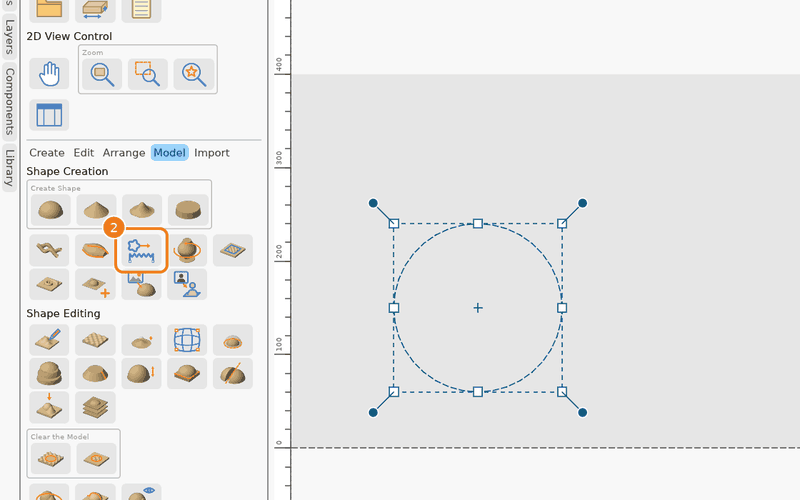 s
2D View Control
Zoom
Layers
Components
Library
Create Edit Arrange Model Import
Shape Creation
Create Shape
2
Shape Editing
Clear the Model
400
300
200
100
0